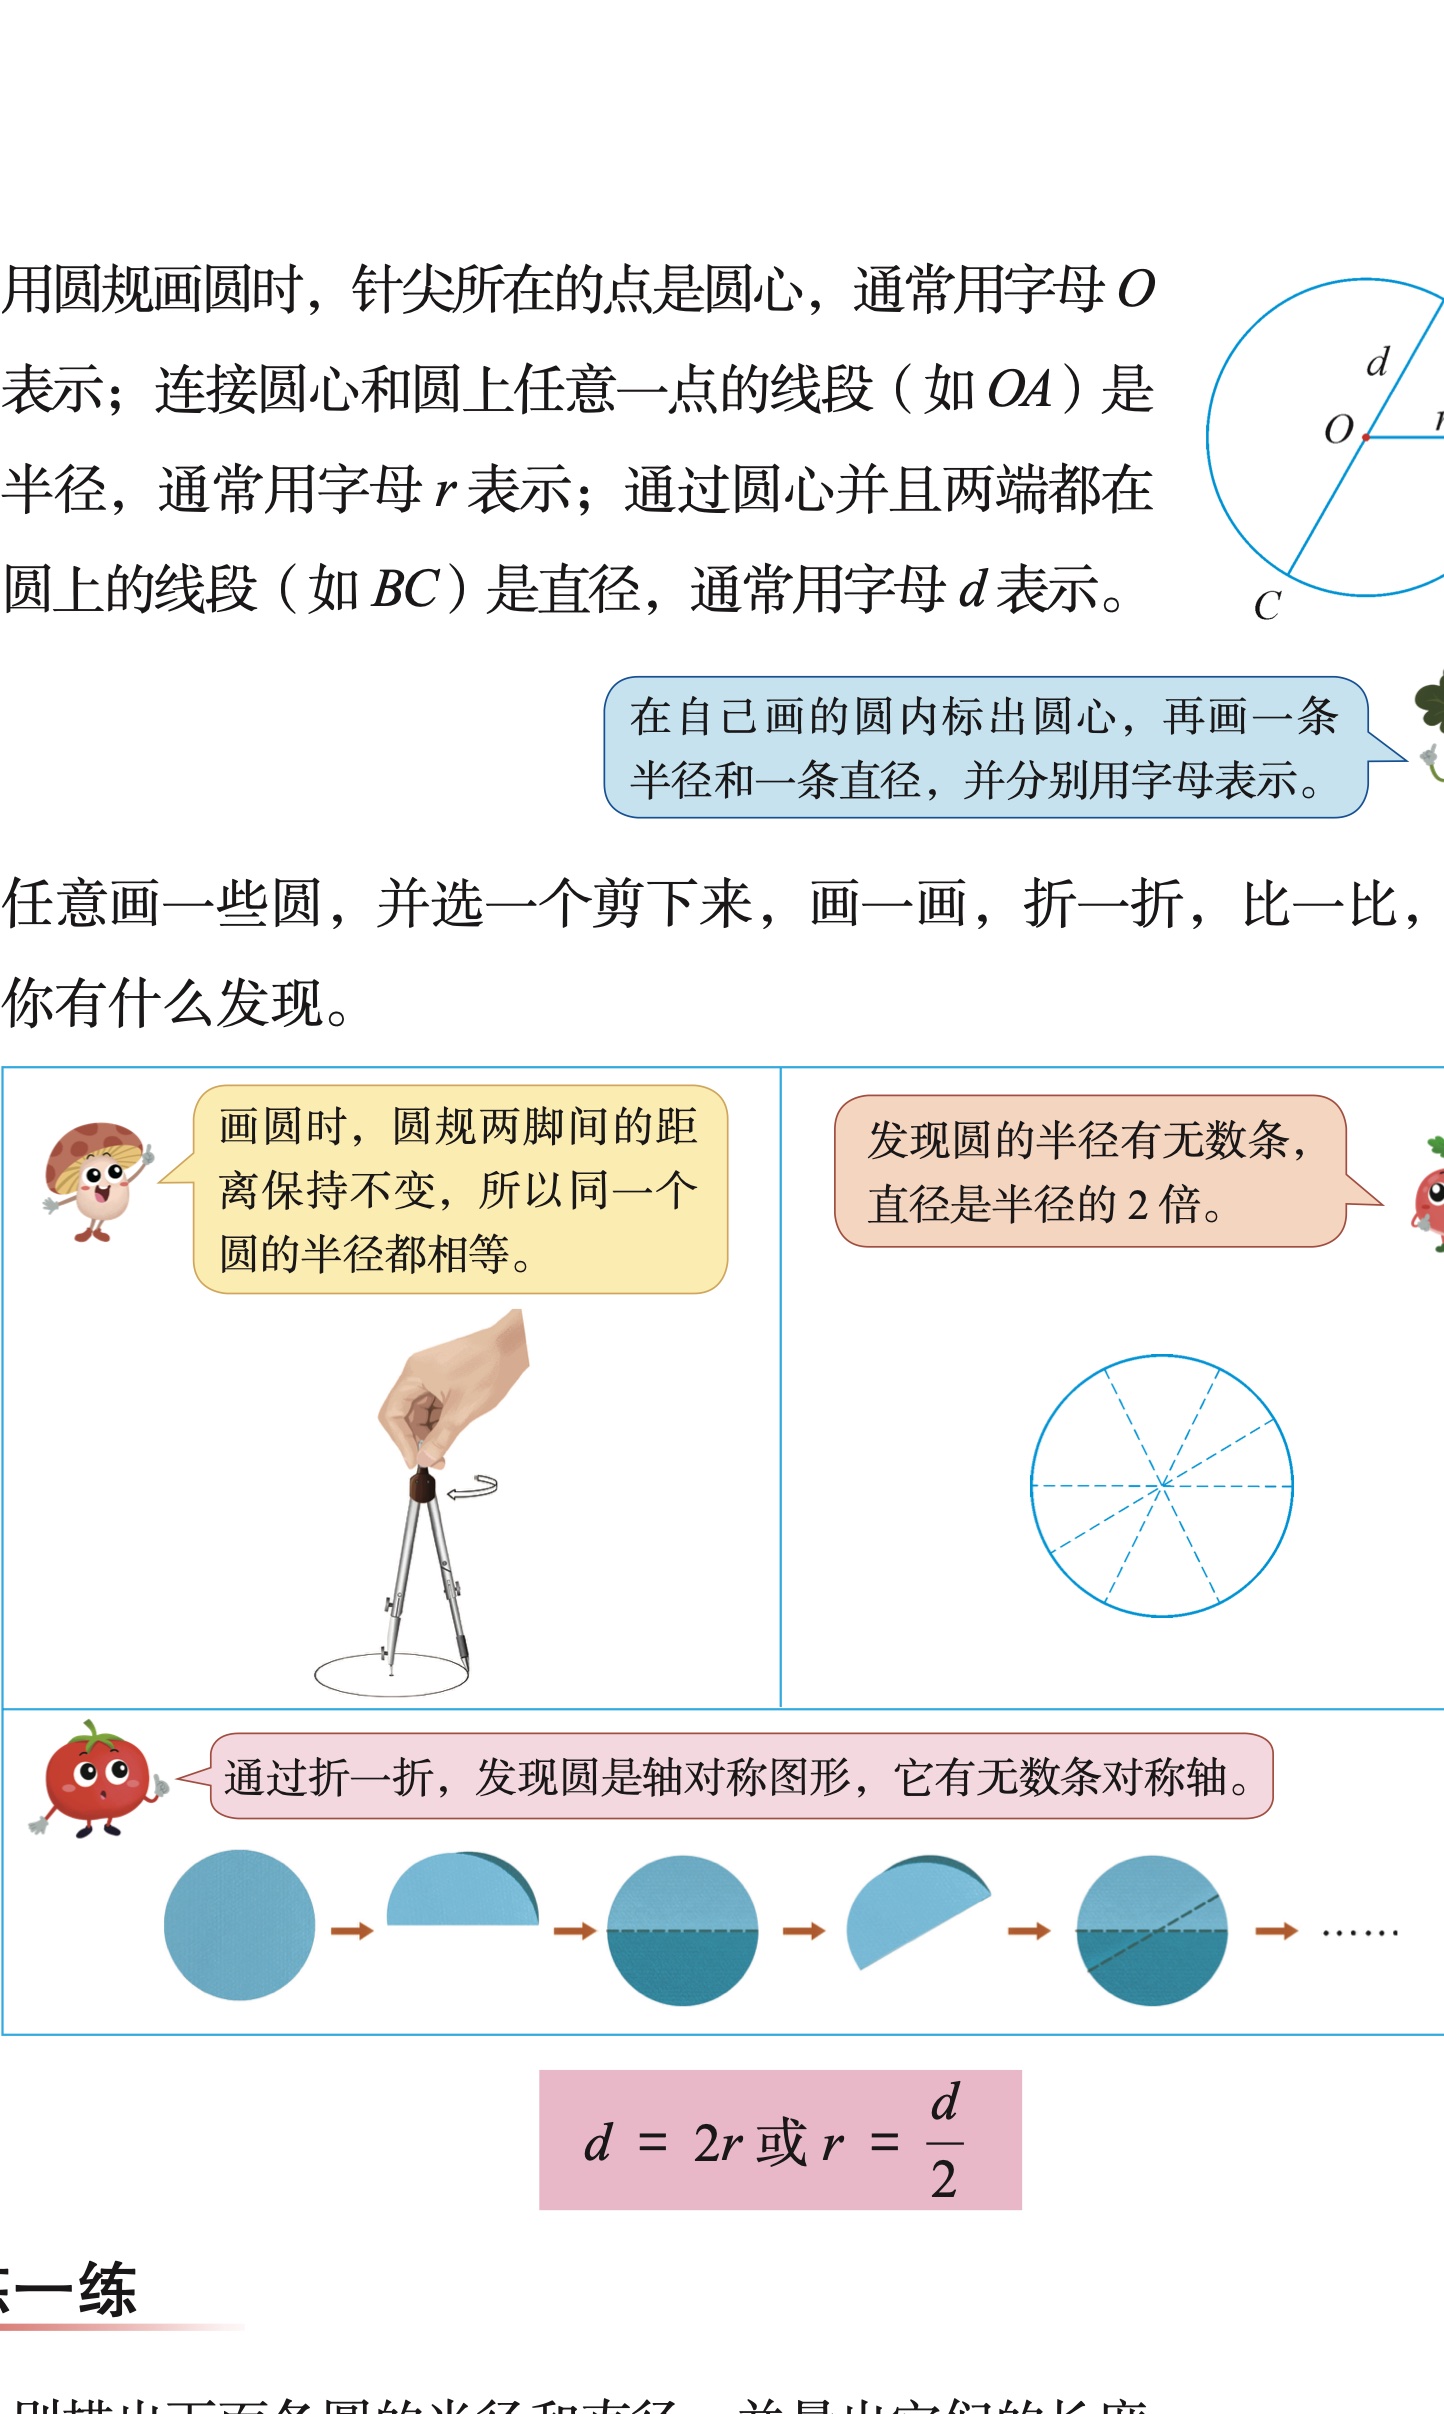 用圆规画圆时，针尖所在的点是圆心，通常用字母 O
表示；连接圆心和圆上任意一点的线段（如 OA）是
半径，通常用字母 r 表示；通过圆心并且两端都在
圆上的线段（如 BC）是直径，通常用字母 d 表示。
d
O
r
C
在自己画的圆内标出圆心，再画一条
半径和一条直径，并分别用字母表示。
任意画一些圆，并选一个剪下来，画一画，折一折，比一比，
你有什么发现。
画圆时，圆规两脚间的距
离保持不变，所以同一个
圆的半径都相等。
发现圆的半径有无数条，
直径是半径的 2 倍。
通过折一折，发现圆是轴对称图形，它有无数条对称轴。
……
d = 2r 或 r = d/2
一练